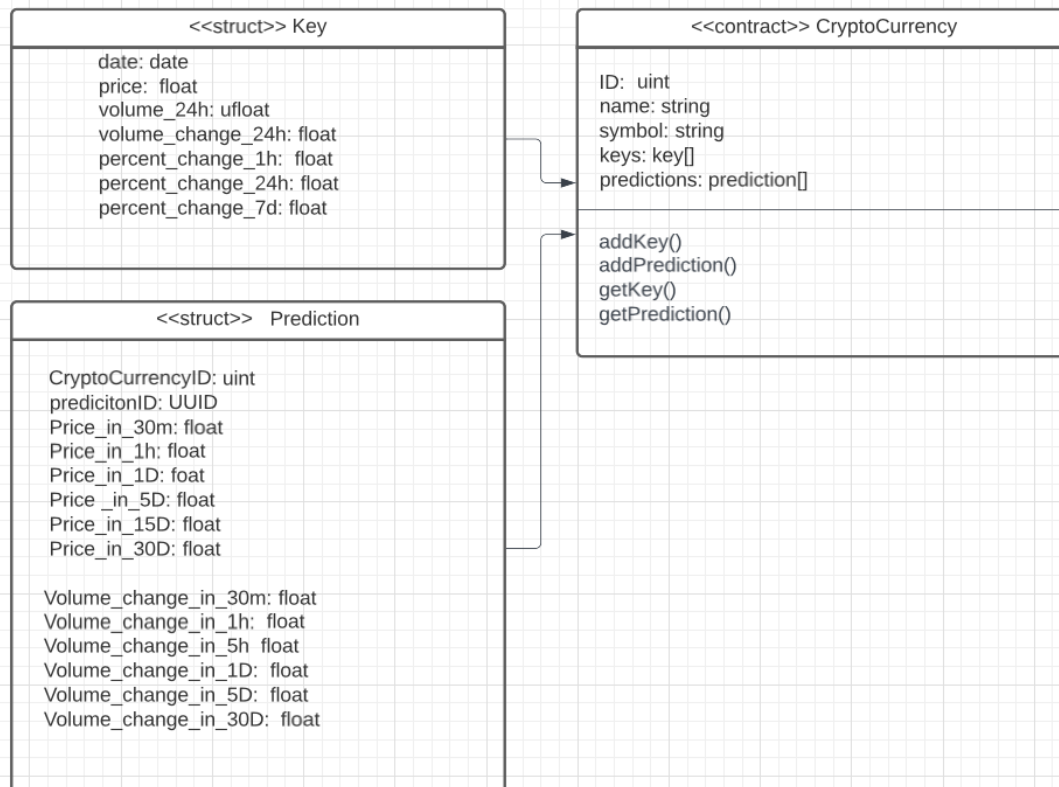 <<struct>> Key
date: date
price: float
volume_24h: ufloat
volume_change_24h: float
percent_change_1h: float
percent_change_24h: float
percent_change_7d: float
<<struct>> Prediction
CryptoCurrencyID: uint
predicitonID: UUID
Price_in_30m: float
Price_in_1h: float
Price_in_1D: foat
Price _in_5D: float
Price_in_15D: float
Price_in_30D: float
Volume_change_in_30m: float
Volume_change_in_1h: float
Volume_change_in_5h float
Volume_change_in_1D: float
Volume_change_in_5D: float
Volume_change_in_30D: float
<<contract>> CryptoCurrency
ID: uint
name: string
symbol: string
keys: key[]
predictions: prediction[]
addKey()
addPrediction()
getKey()
getPrediction()